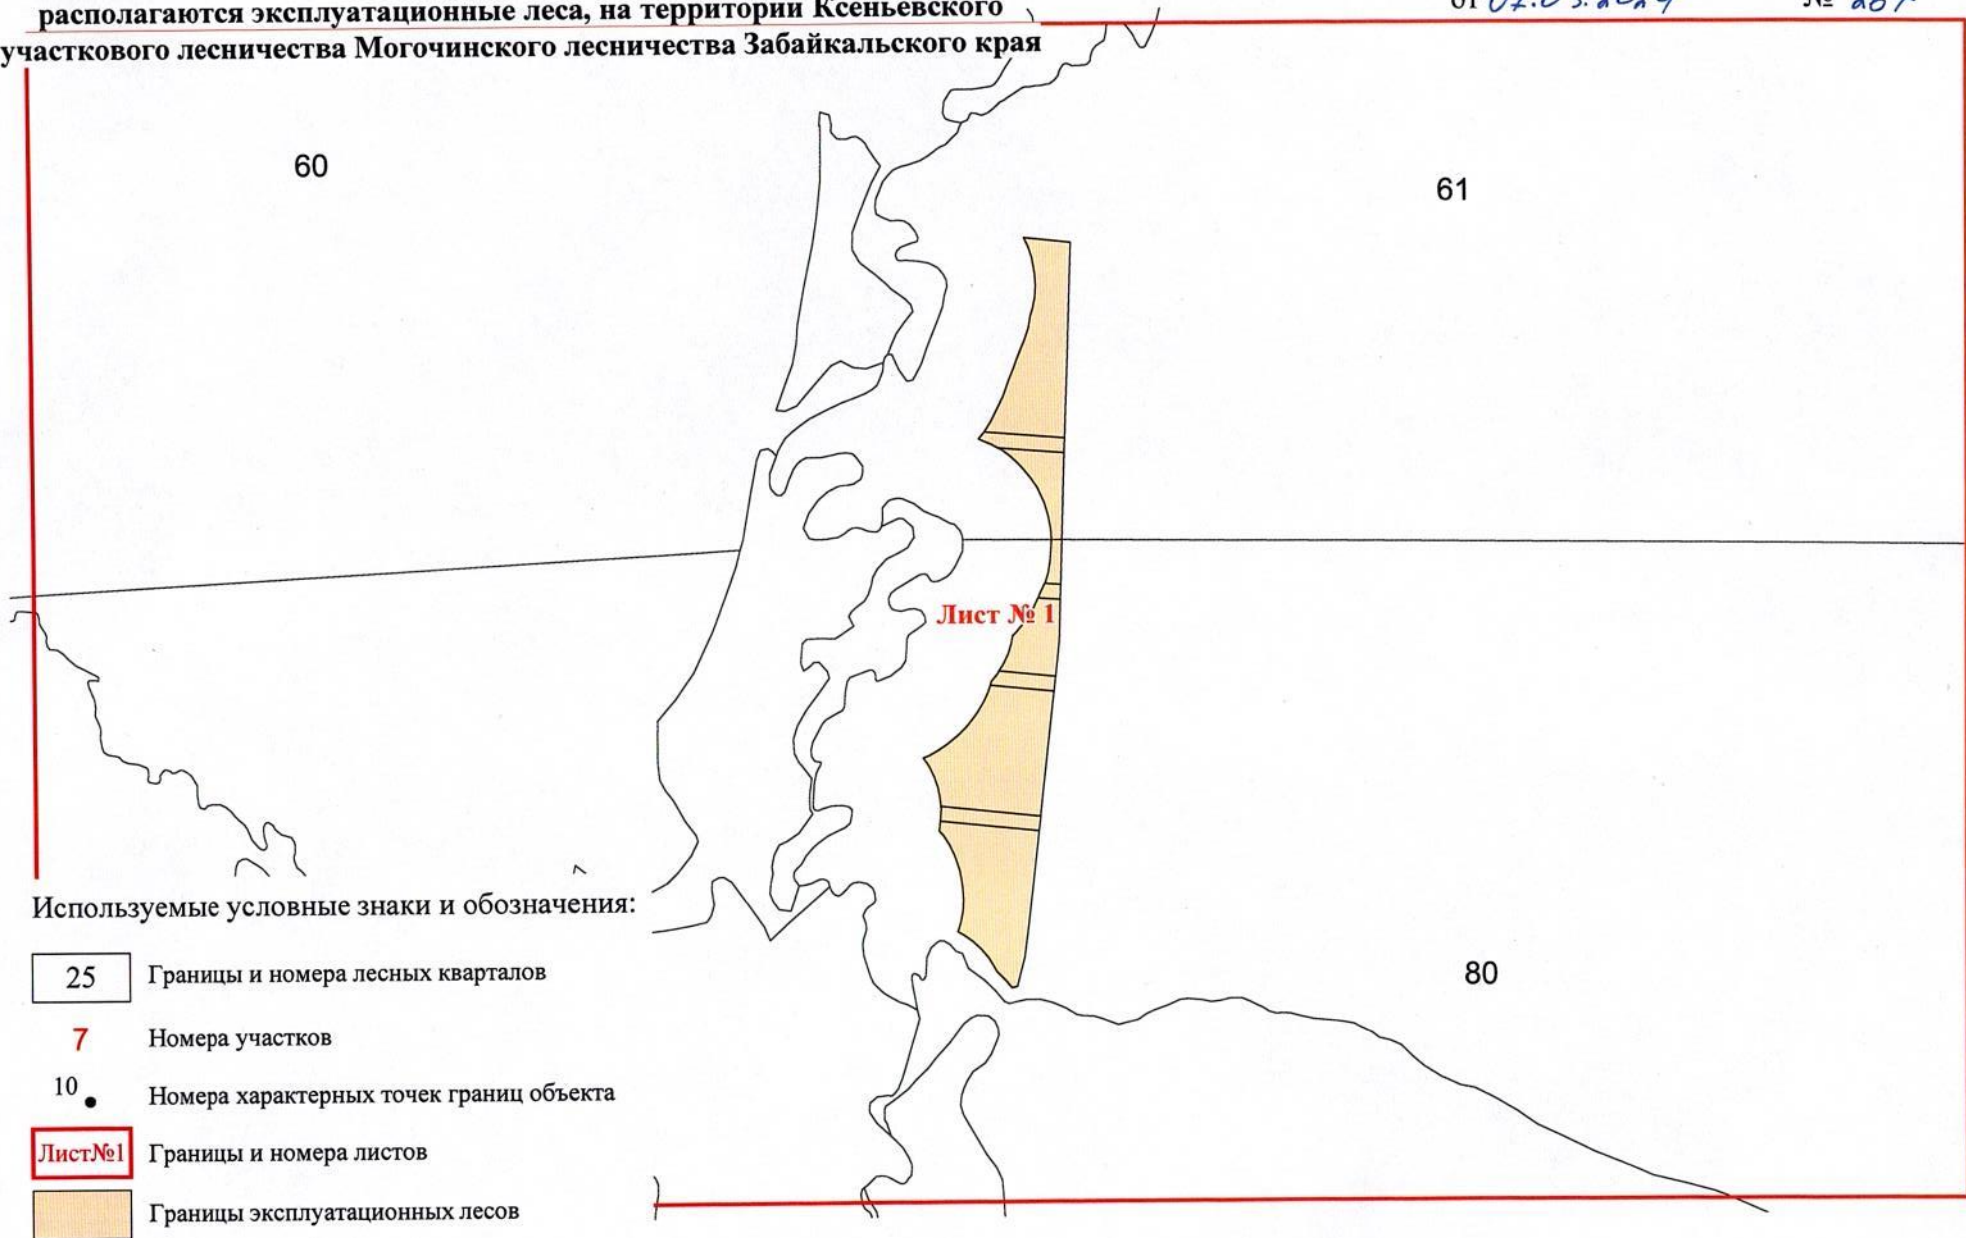 располагаются эксплуатационные леса, на территории Ксеньевского
участкового лесничества Могочинского лесничества Забайкальского края
от
№
60
61
Лист № 1
80
Используемые условные знаки и обозначения:
25 Границы и номера лесных кварталов
7 Номера участков
10 Номера характерных точек границ объекта
Лист№1 Границы и номера листов
Границы эксплуатационных лесов